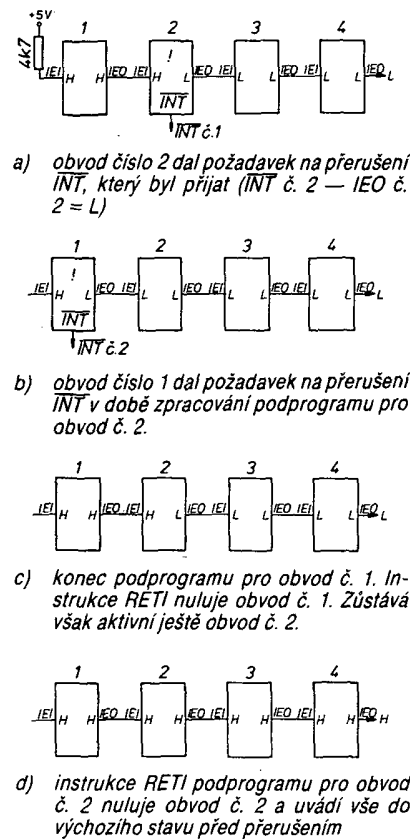 +5V
4k7
1 2 3 4
IEI H H IEO IEI H ! L IEO IEI L L IEO IEI L L IEO L
INT
INT č.1
a) obvod číslo 2 dal požadavek na přerušení
INT, který byl přijat (INT č. 2 — IEO č.
2 = L)
1 2 3 4
IEI H ! L IEO IEI L L IEO IEI L L IEO IEI L L IEO L
INT
INT č.2
b) obvod číslo 1 dal požadavek na přerušení
INT v době zpracování podprogramu pro
obvod č. 2.
1 2 3 4
IEI H H IEO IEI H L IEO IEI L L IEO IEI L L IEO L
c) konec podprogramu pro obvod č. 1. In-
strukce RETI nuluje obvod č. 1. Zůstává
však aktivní ještě obvod č. 2.
1 2 3 4
IEI H H IEO IEI H H IEO IEI H H IEO IEI H H IEO H
d) instrukce RETI podprogramu pro obvod
č. 2 nuluje obvod č. 2 a uvádí vše do
výchozího stavu před přerušením